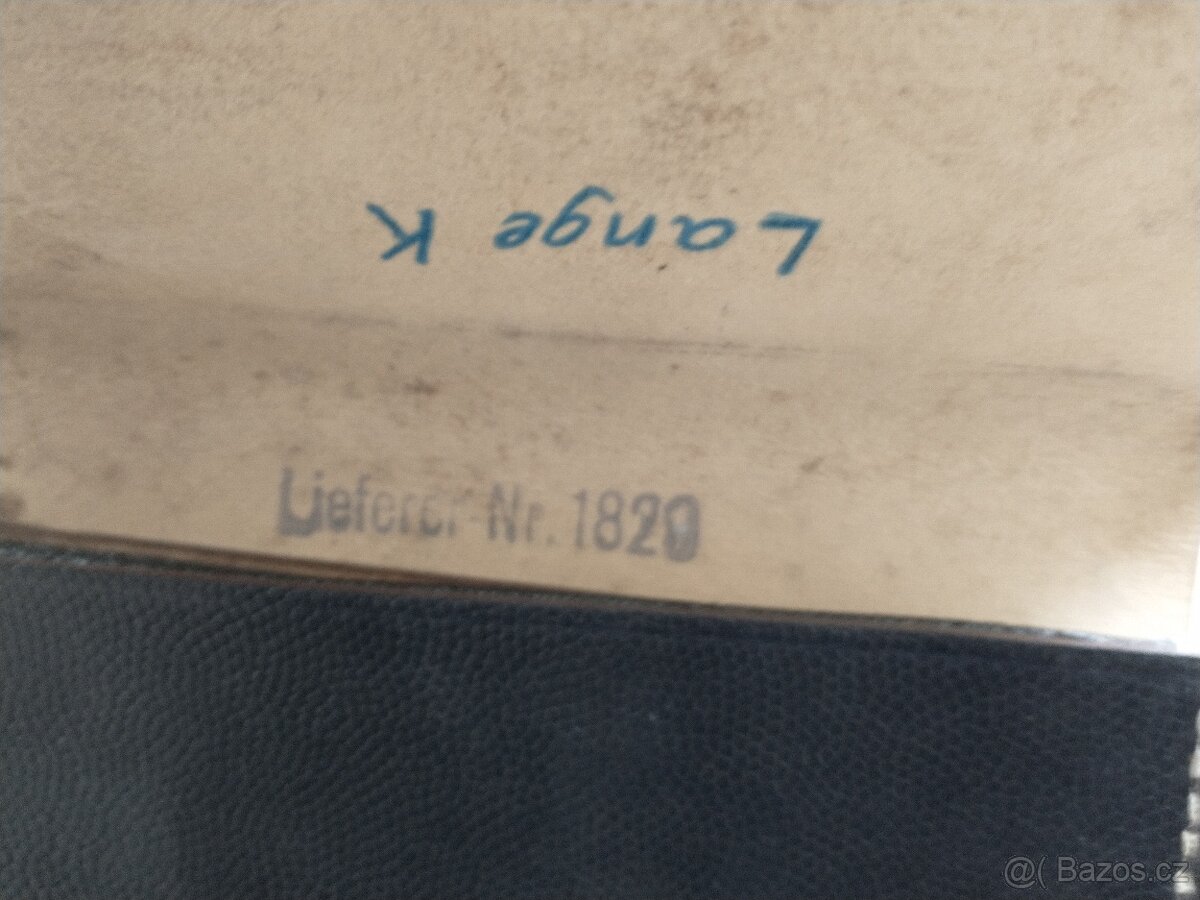 Lange K
Lieferer-Nr. 1820
@( Bazos.cz